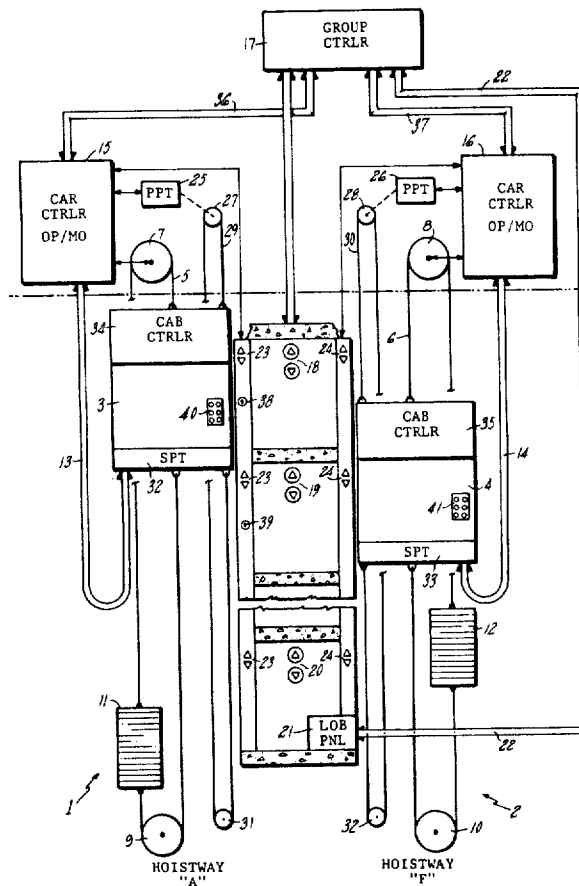 GROUP
CTRLR
17
22
36
37
15
CAR
CTRLR
OP/MO
PPT
25
27
7
5
29
16
CAR
CTRLR
OP/MO
26
PPT
28
8
30
6
34
CAB
CTRLR
3
40
SPT
32
13
23
18
24
38
23
19
24
39
23
20
24
CAB
CTRLR
35
4
41
SPT
33
14
12
11
21
LOB
PNL
22
1
2
9
31
32
10
HOISTWAY
"A"
HOISTWAY
"F"